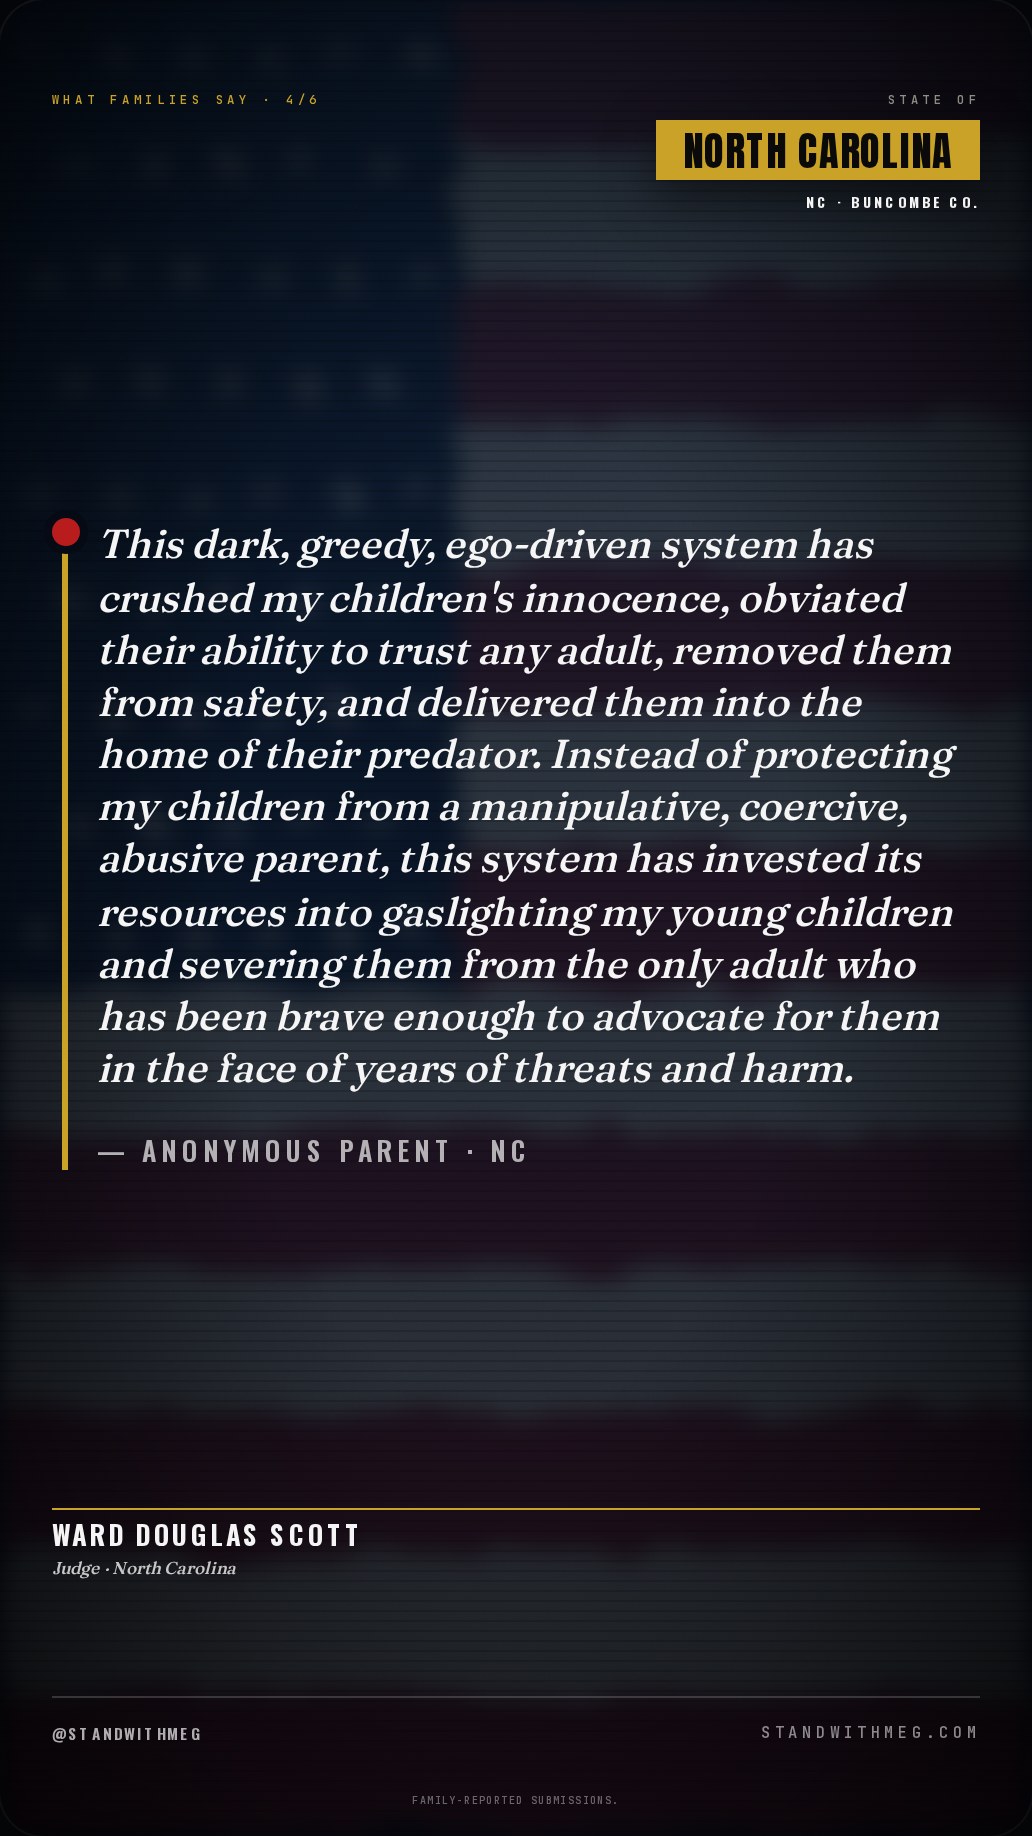 WHAT FAMILIES SAY · 4/6
STATE OF
NORTH CAROLINA
NC · BUNCOMBE CO.
This dark, greedy, ego-driven system has
crushed my children's innocence, obviated
their ability to trust any adult, removed them
from safety, and delivered them into the
home of their predator. Instead of protecting
my children from a manipulative, coercive,
abusive parent, this system has invested its
resources into gaslighting my young children
and severing them from the only adult who
has been brave enough to advocate for them
in the face of years of threats and harm.
— ANONYMOUS PARENT · NC
WARD DOUGLAS SCOTT
Judge · North Carolina
@STANDWITHMEG
STANDWITHMEG.COM
FAMILY-REPORTED SUBMISSIONS.